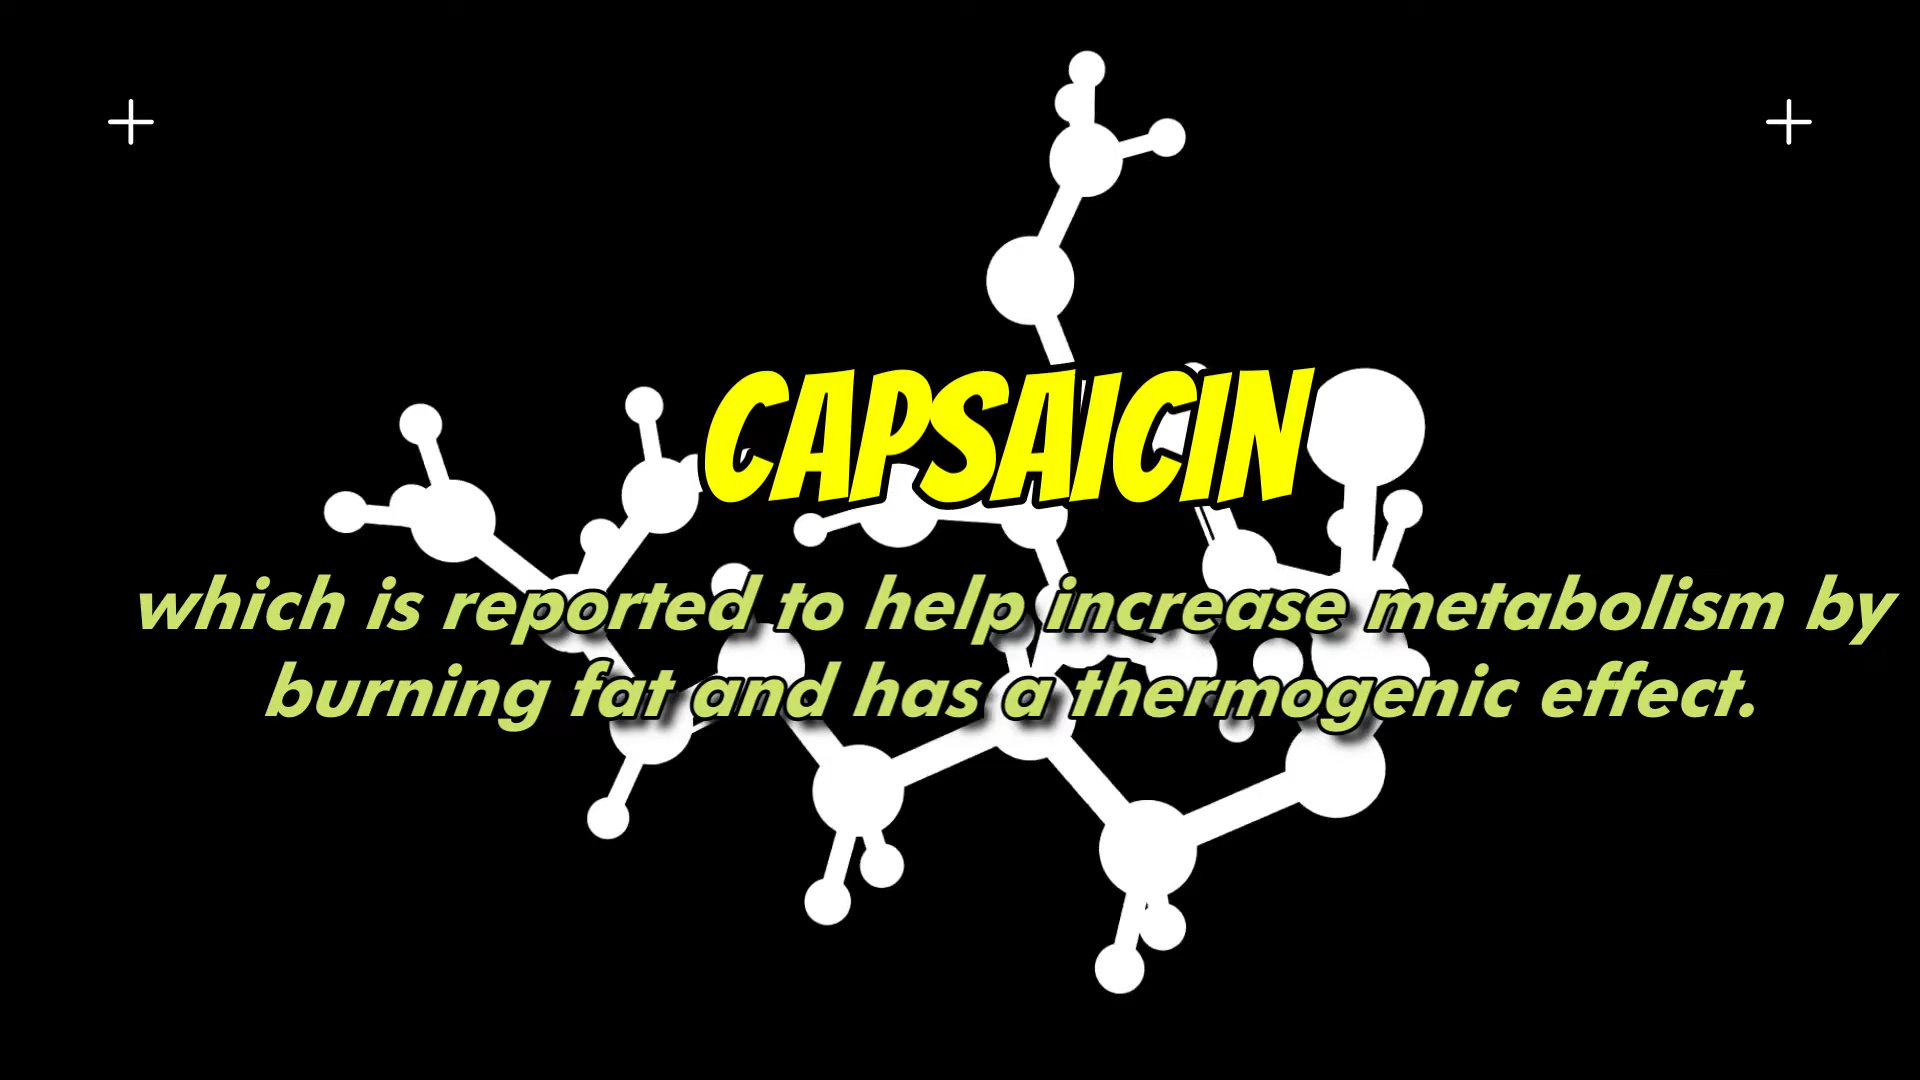 CAPSAICIN
which is reported to help increase metabolism by
burning fat and has a thermogenic effect.